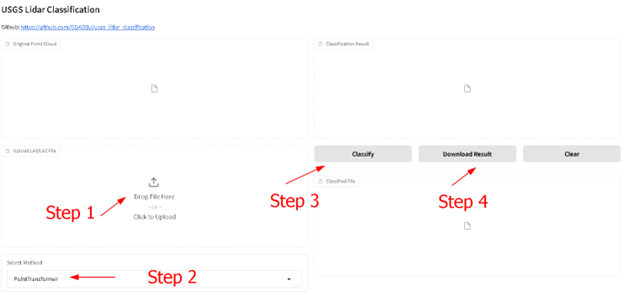 USGS Lidar Classification
Github: https://github.com/GDAOSU/usgs_lidar_classification
Original Point Cloud
Classification Result
Upload LAS/LAZ File
Drop File Here
- or -
Click to Upload
Step 1
Classify
Download Result
Clear
Step 3
Step 4
Classified File
Select Method
PointTransformer
Step 2